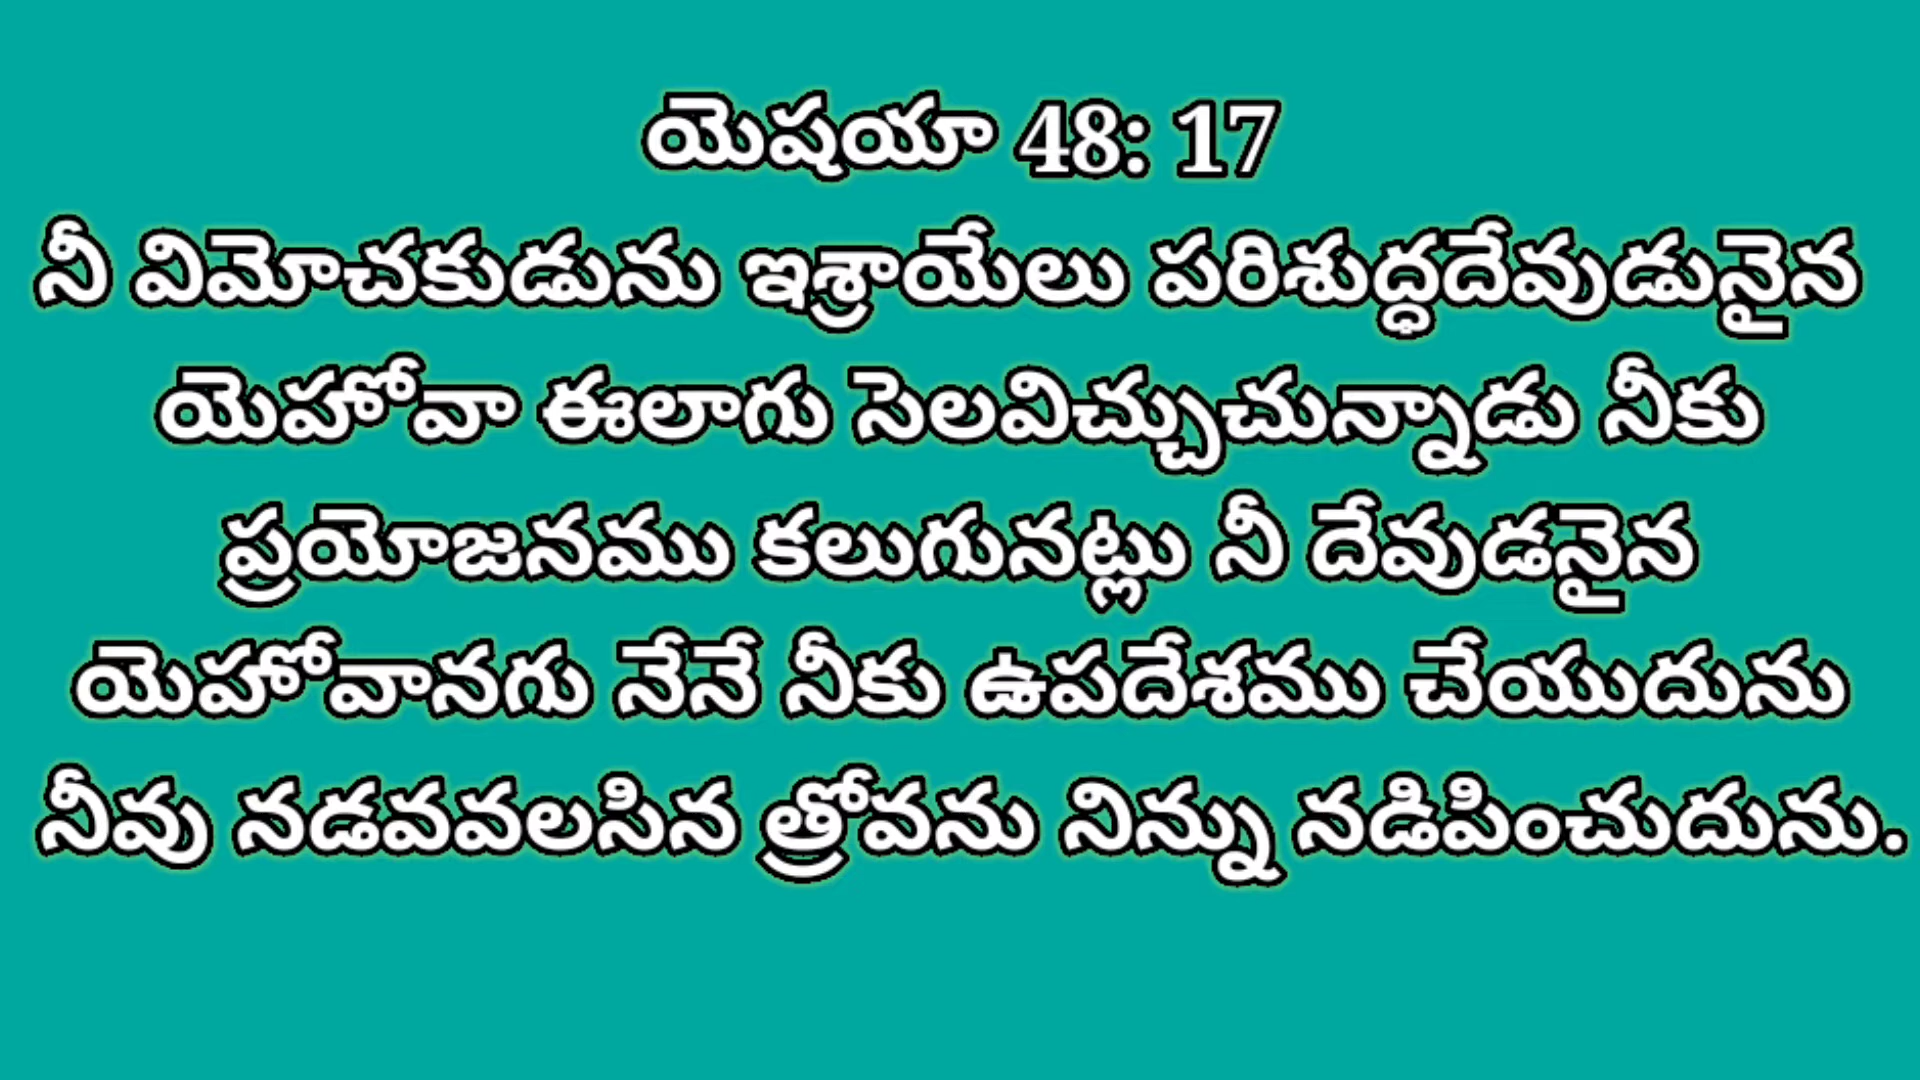 యెషయా 48: 17
నీ విమోచకుడును ఇశ్రాయేలు పరిశుద్ధదేవుడునైన
యెహోవా ఈలాగు సెలవిచ్చుచున్నాడు నీకు
ప్రయోజనము కలుగునట్లు నీ దేవుడనైన
యెహోవానగు నేనే నీకు ఉపదేశము చేయుదును
నీవు నడవవలసిన త్రోవను నిన్ను నడిపించుదును.